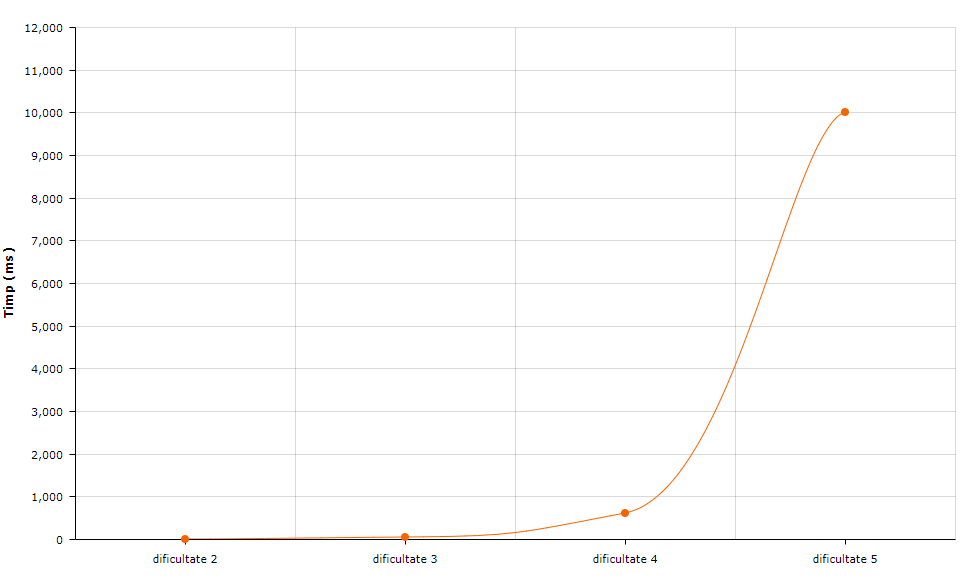 12,000
11,000
10,000
9,000
8,000
7,000
6,000
5,000
4,000
3,000
2,000
1,000
0
Timp (ms)
dificultate 2
dificultate 3
dificultate 4
dificultate 5